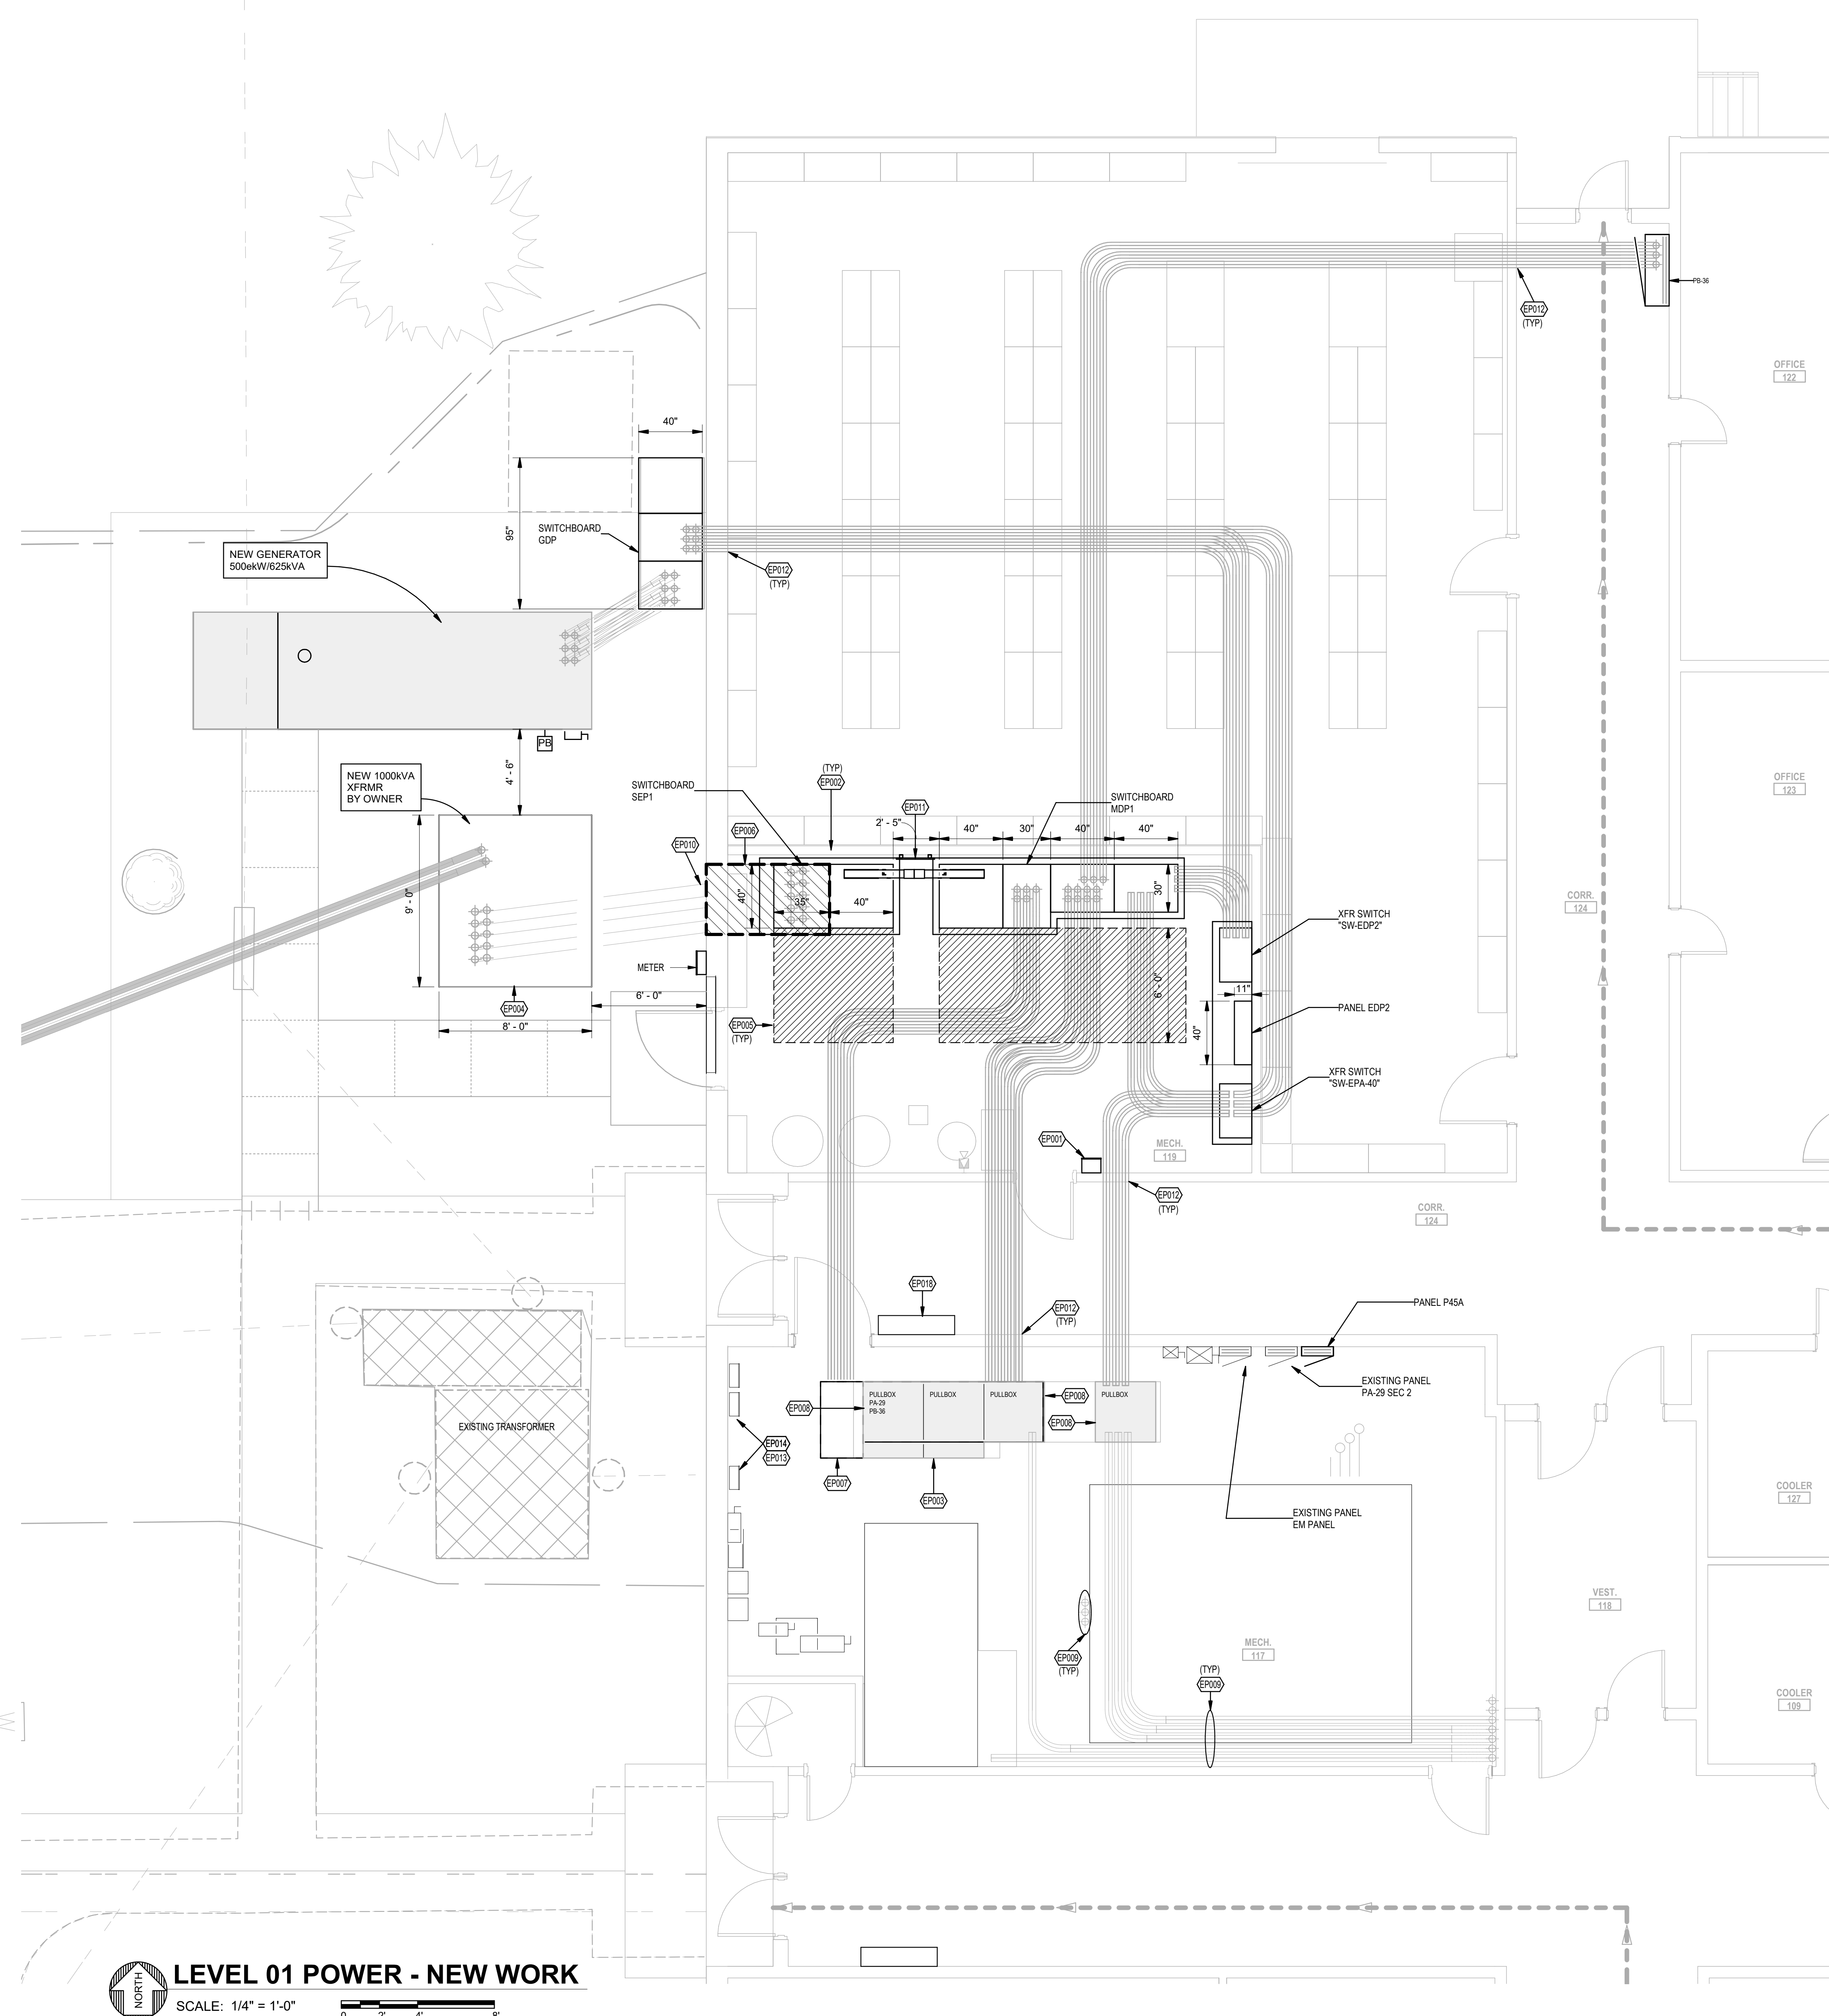 EP012
(TYP)
PB-36
OFFICE
122
40"
95"
SWITCHBOARD
GDP
NEW GENERATOR
500ekW/625kVA
EP012
(TYP)
PB
4' - 6"
NEW 1000kVA
XFRMR
BY OWNER
SWITCHBOARD
SEP1
(TYP)
EP002
EP011
2' - 5"
40"
30"
40"
40"
SWITCHBOARD
MDP1
OFFICE
123
EP006
EP010
40"
35"
40"
30"
9' - 0"
CORR.
124
XFR SWITCH
"SW-EDP2"
METER
6' - 0"
EP004
8' - 0"
EP005
(TYP)
6' - 0"
11"
40"
PANEL EDP2
XFR SWITCH
"SW-EPA-40"
EP001
MECH.
119
EP012
(TYP)
CORR.
124
EP018
EP012
(TYP)
PANEL P45A
EXISTING PANEL
PA-29 SEC 2
PULLBOX
PA-29
PB-36
PULLBOX
PULLBOX
PULLBOX
EP008
EP008
EP008
EXISTING TRANSFORMER
EP014
EP013
EP007
EP003
EXISTING PANEL
EM PANEL
COOLER
127
VEST.
118
MECH.
117
EP009
(TYP)
(TYP)
EP009
COOLER
109
NORTH
LEVEL 01 POWER - NEW WORK
SCALE: 1/4" = 1'-0"
0 2' 4' 8'